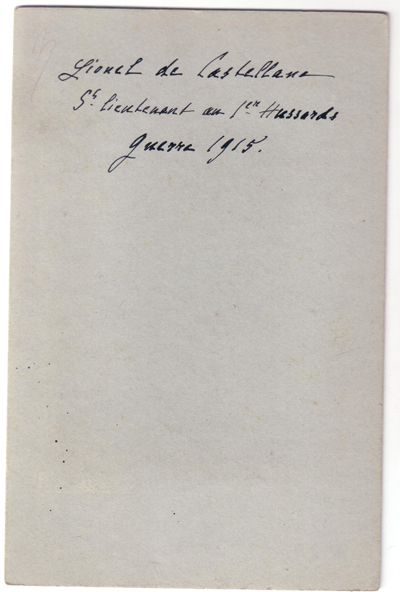 Lionel de Castellane
S^t. lieutenant au 1^er Hussards
Guerre 1915.